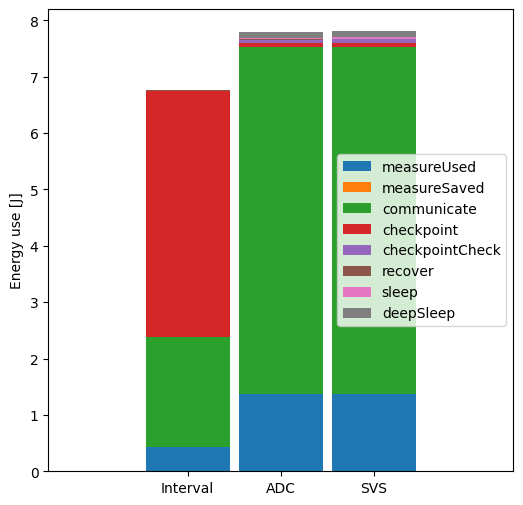 8
7
6
5
4
3
2
1
0
Energy use [J]
measureUsed
measureSaved
communicate
checkpoint
checkpointCheck
recover
sleep
deepSleep
Interval ADC SVS